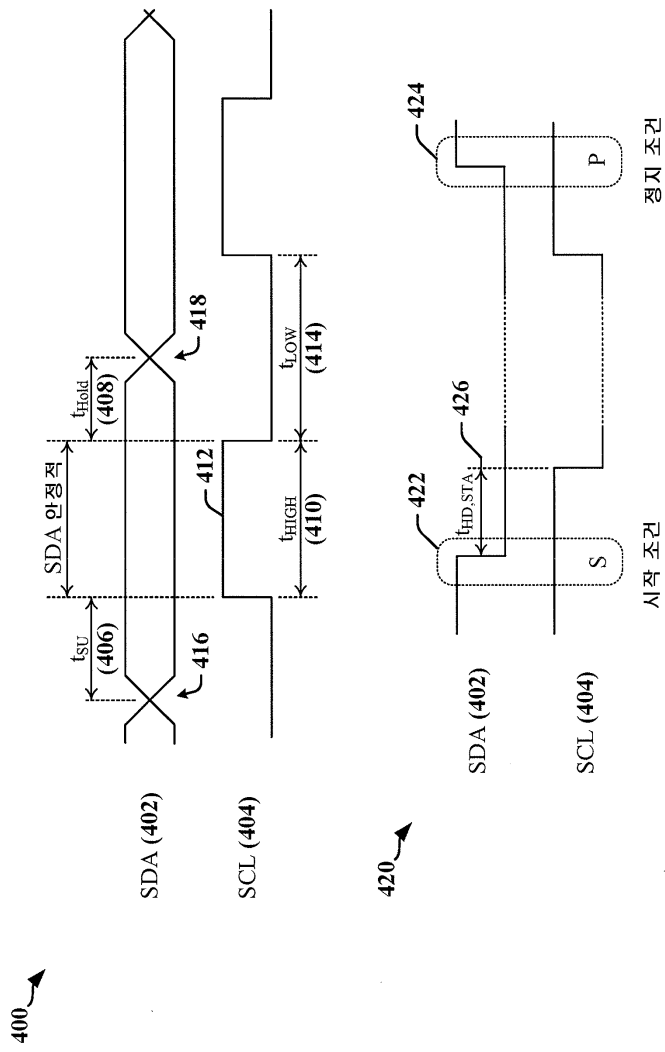 400
SDA 안정적
t_SU
(406)
t_Hold
(408)
SDA (402)
416
418
412
SCL (404)
t_HIGH
(410)
t_LOW
(414)
420
422
426
424
t_HD,STA
SDA (402)
SCL (404)
S
P
시작 조건
정지 조건